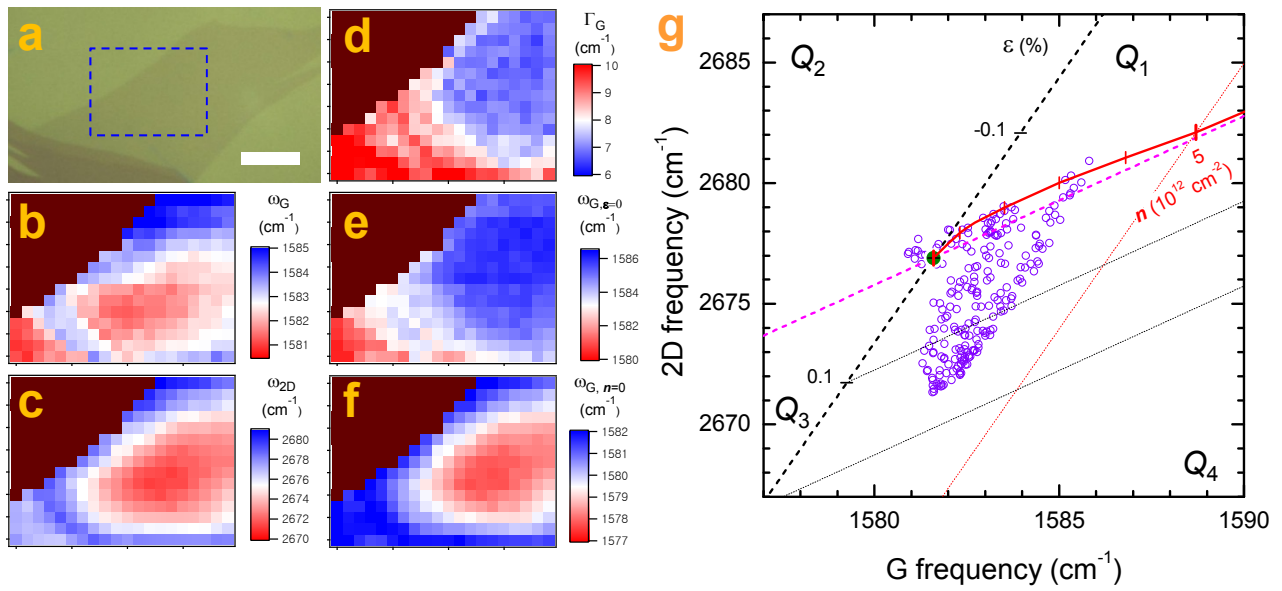 a
b
ω_G
(cm⁻¹)
1585
1584
1583
1582
1581
c
ω_2D
(cm⁻¹)
2680
2678
2676
2674
2672
2670
d
Γ_G
(cm⁻¹)
10
9
8
7
6
e
ω_G,ε=0
(cm⁻¹)
1586
1584
1582
1580
f
ω_G, n=0
(cm⁻¹)
1582
1581
1580
1579
1578
1577
g
ε (%)
Q₂
Q₁
-0.1
5
n (10¹² cm⁻²)
0.1
Q₃
Q₄
2685
2680
2675
2670
2D frequency (cm⁻¹)
1580
1585
1590
G frequency (cm⁻¹)